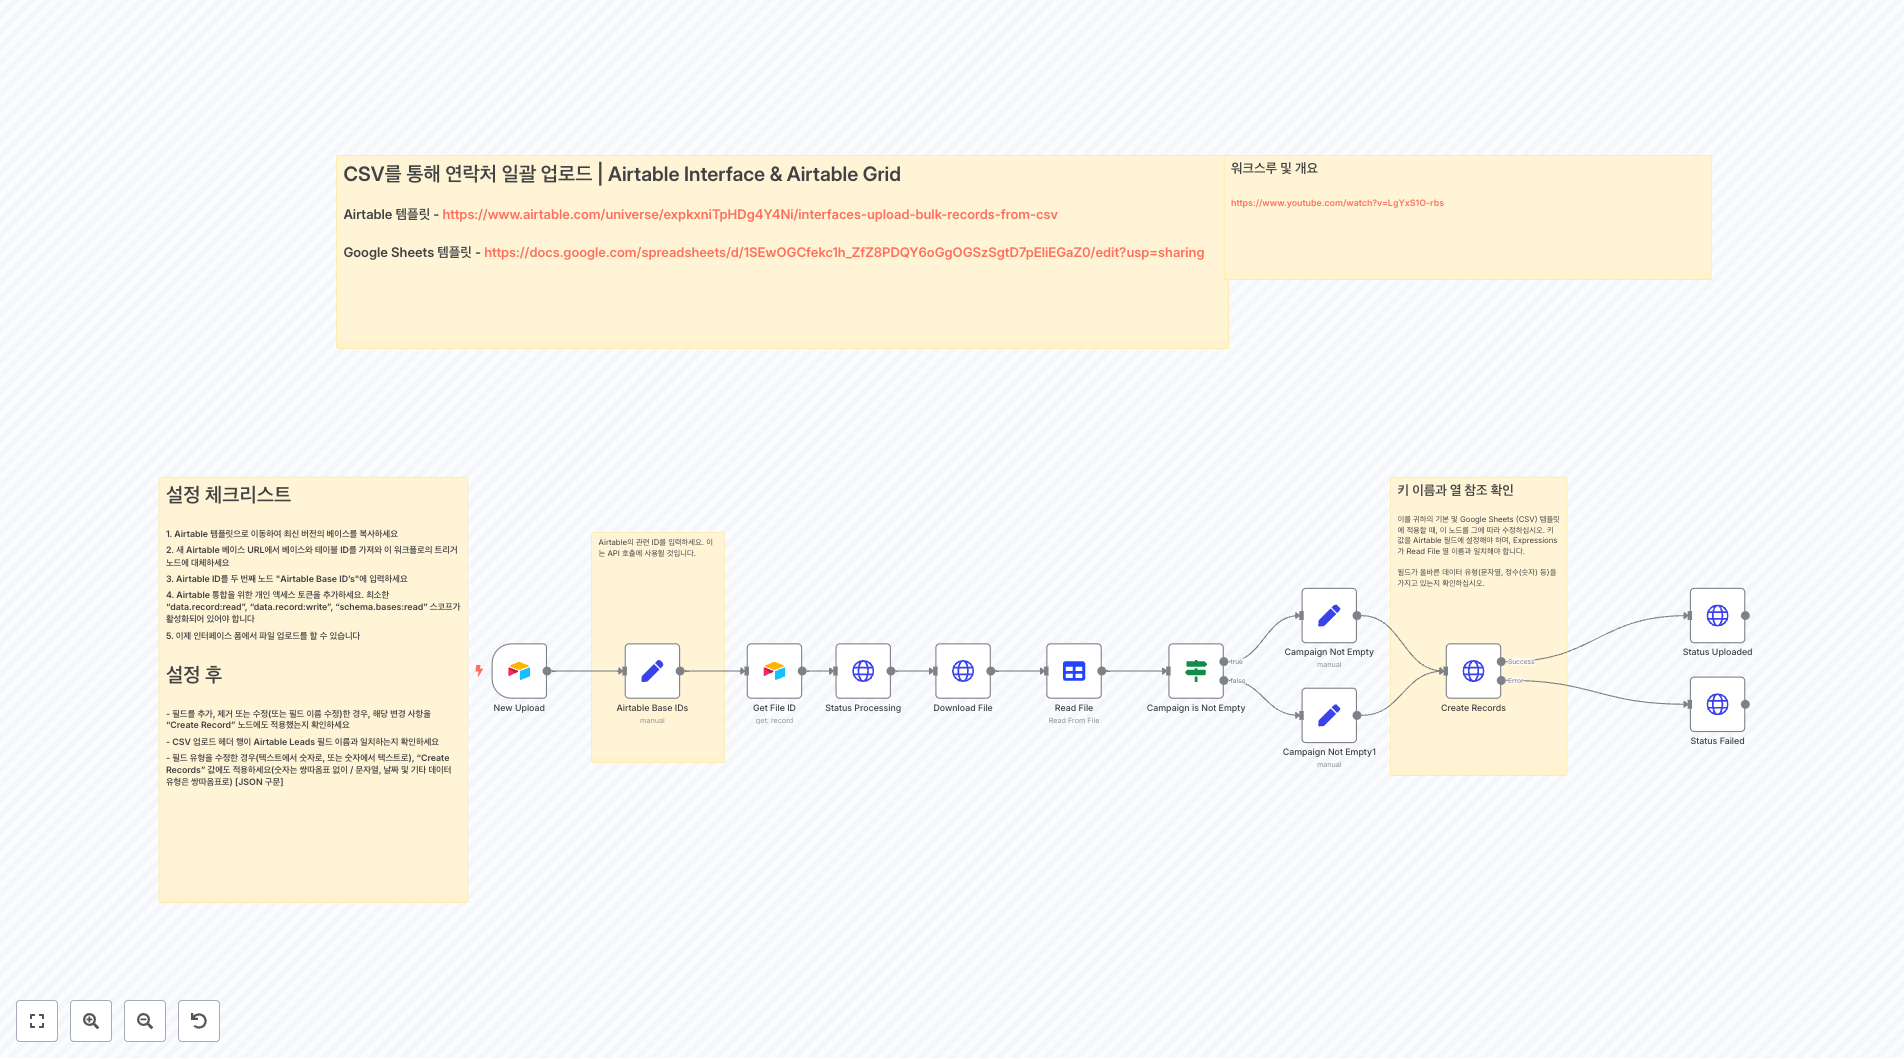 CSV를 통해 연락처 일괄 업로드 | Airtable Interface & Airtable Grid
Airtable 템플릿 - https://www.airtable.com/universe/expkxniTpHDg4Y4Ni/interfaces-upload-bulk-records-from-csv
Google Sheets 템플릿 - https://docs.google.com/spreadsheets/d/1SEwOGCfekc1h_ZfZ8PDQY6oGgOGSzSgtD7pEliEGaZ0/edit?usp=sharing
워크스루 및 개요
https://www.youtube.com/watch?v=LgYxS1O-rbs
설정 체크리스트
1. Airtable 템플릿으로 이동하여 최신 버전의 베이스를 복사하세요
2. 새 Airtable 베이스 URL에서 베이스와 테이블 ID를 가져와 이 워크플로의 트리거
노드에 대체하세요
3. Airtable ID를 두 번째 노드 "Airtable Base ID's"에 입력하세요
4. Airtable 통합을 위한 개인 액세스 토큰을 추가하세요. 최소한
“data.record:read”, “data.record:write”, “schema.bases:read” 스코프가
활성화되어 있어야 합니다
5. 이제 인터페이스 폼에서 파일 업로드를 할 수 있습니다
설정 후
- 필드를 추가, 제거 또는 수정(또는 필드 이름 수정)한 경우, 해당 변경 사항을
“Create Record” 노드에도 적용했는지 확인하세요
- CSV 업로드 헤더 행이 Airtable Leads 필드 이름과 일치하는지 확인하세요
- 필드 유형을 수정한 경우(텍스트에서 숫자로, 또는 숫자에서 텍스트로), “Create
Records” 값에도 적용하세요(숫자는 쌍따옴표 없이 / 문자열, 날짜 및 기타 데이터
유형은 쌍따옴표로) [JSON 구문]
Airtable의 관련 ID를 입력하세요. 이
는 API 호출에 사용될 것입니다.
키 이름과 열 참조 확인
이를 귀하의 기본 및 Google Sheets (CSV) 템플릿
에 적용할 때, 이 노드를 그에 따라 수정하십시오. 키
값을 Airtable 필드에 설정해야 하며, Expressions
가 Read File 열 이름과 일치해야 합니다.
필드가 올바른 데이터 유형(문자열, 정수(숫자) 등)을
가지고 있는지 확인하십시오.
New Upload
Airtable Base IDs
manual
Get File ID
get: record
Status Processing
Download File
Read File
Read From File
Campaign is Not Empty
true
false
Campaign Not Empty
manual
Campaign Not Empty1
manual
Create Records
Success
Error
Status Uploaded
Status Failed